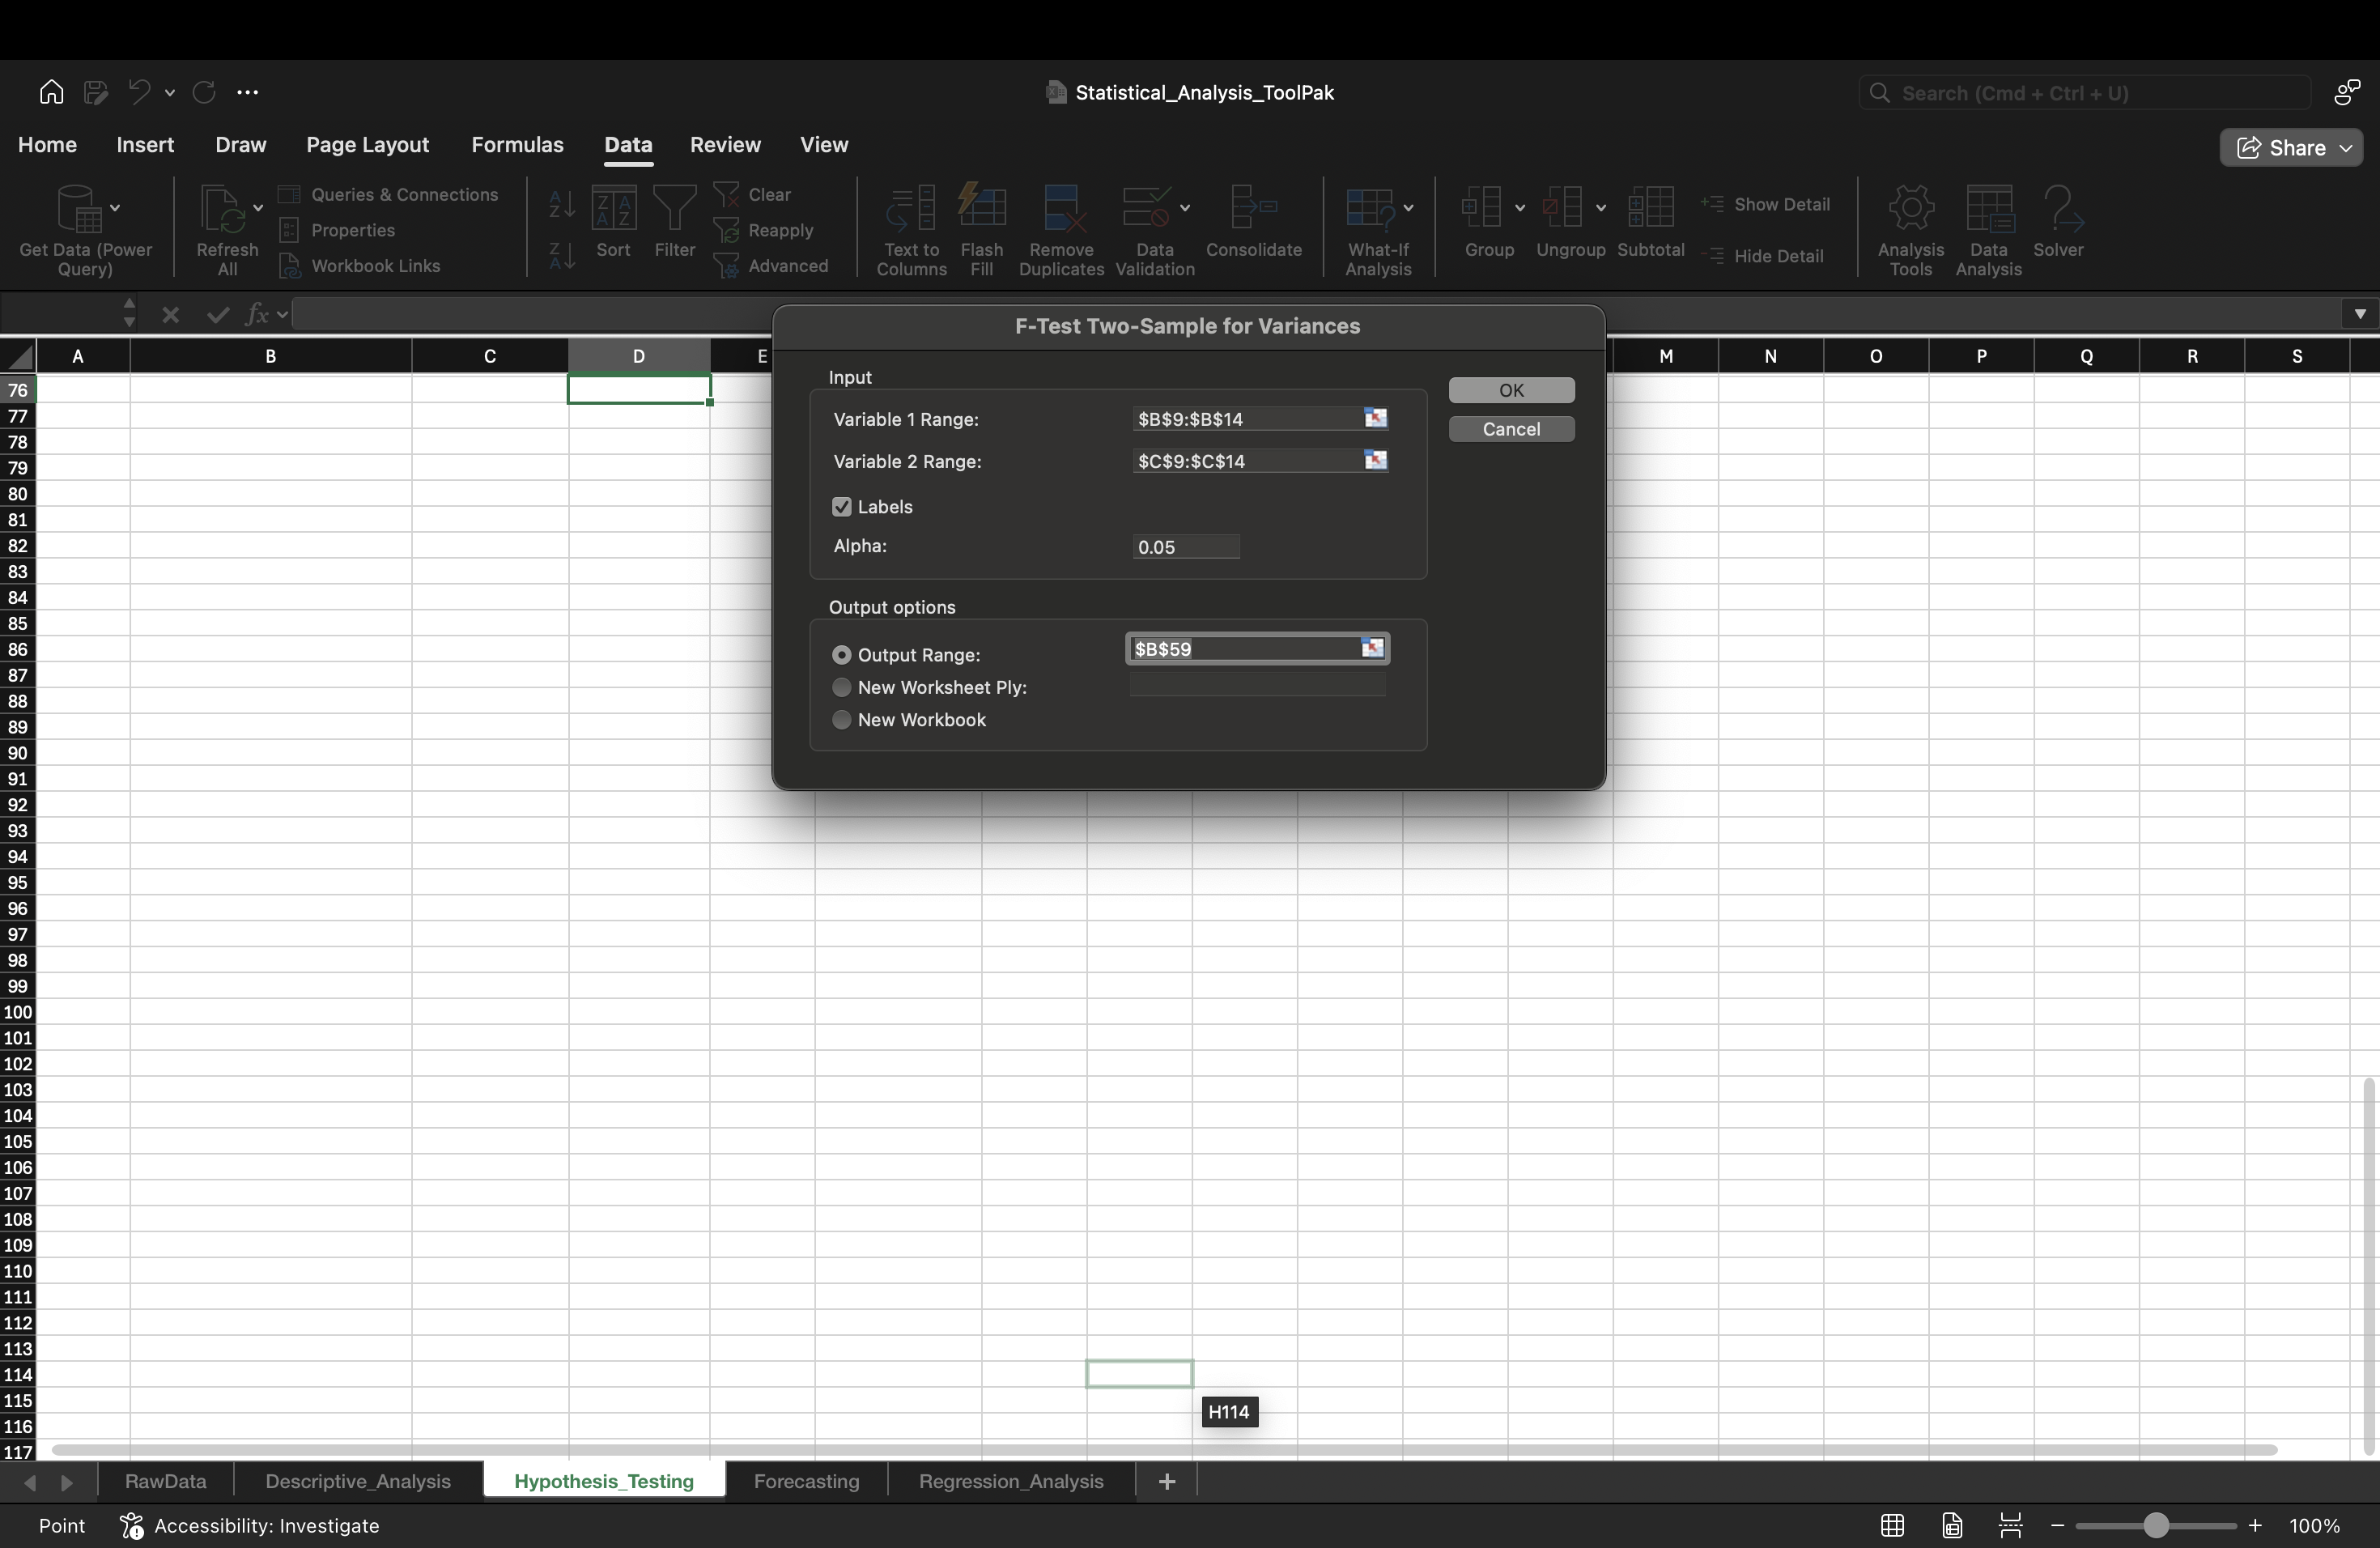 Statistical_Analysis_ToolPak
Search (Cmd + Ctrl + U)
Home Insert Draw Page Layout Formulas Data Review View
Share
Get Data (Power Query)
Refresh All
Queries & Connections
Properties
Workbook Links
Sort
Filter
Clear
Reapply
Advanced
Text to Columns
Flash Fill
Remove Duplicates
Data Validation
Consolidate
What-If Analysis
Group
Ungroup
Subtotal
Show Detail
Hide Detail
Analysis Tools
Data Analysis
Solver
fx
F-Test Two-Sample for Variances
A B C D E M N O P Q R S
Input
OK
Variable 1 Range: $B$9:$B$14
Cancel
Variable 2 Range: $C$9:$C$14
Labels
Alpha: 0.05
Output options
Output Range: $B$59
New Worksheet Ply:
New Workbook
76
77
78
79
80
81
82
83
84
85
86
87
88
89
90
91
92
93
94
95
96
97
98
99
100
101
102
103
104
105
106
107
108
109
110
111
112
113
114
115
116
117
H114
RawData Descriptive_Analysis Hypothesis_Testing Forecasting Regression_Analysis +
Point Accessibility: Investigate 100%